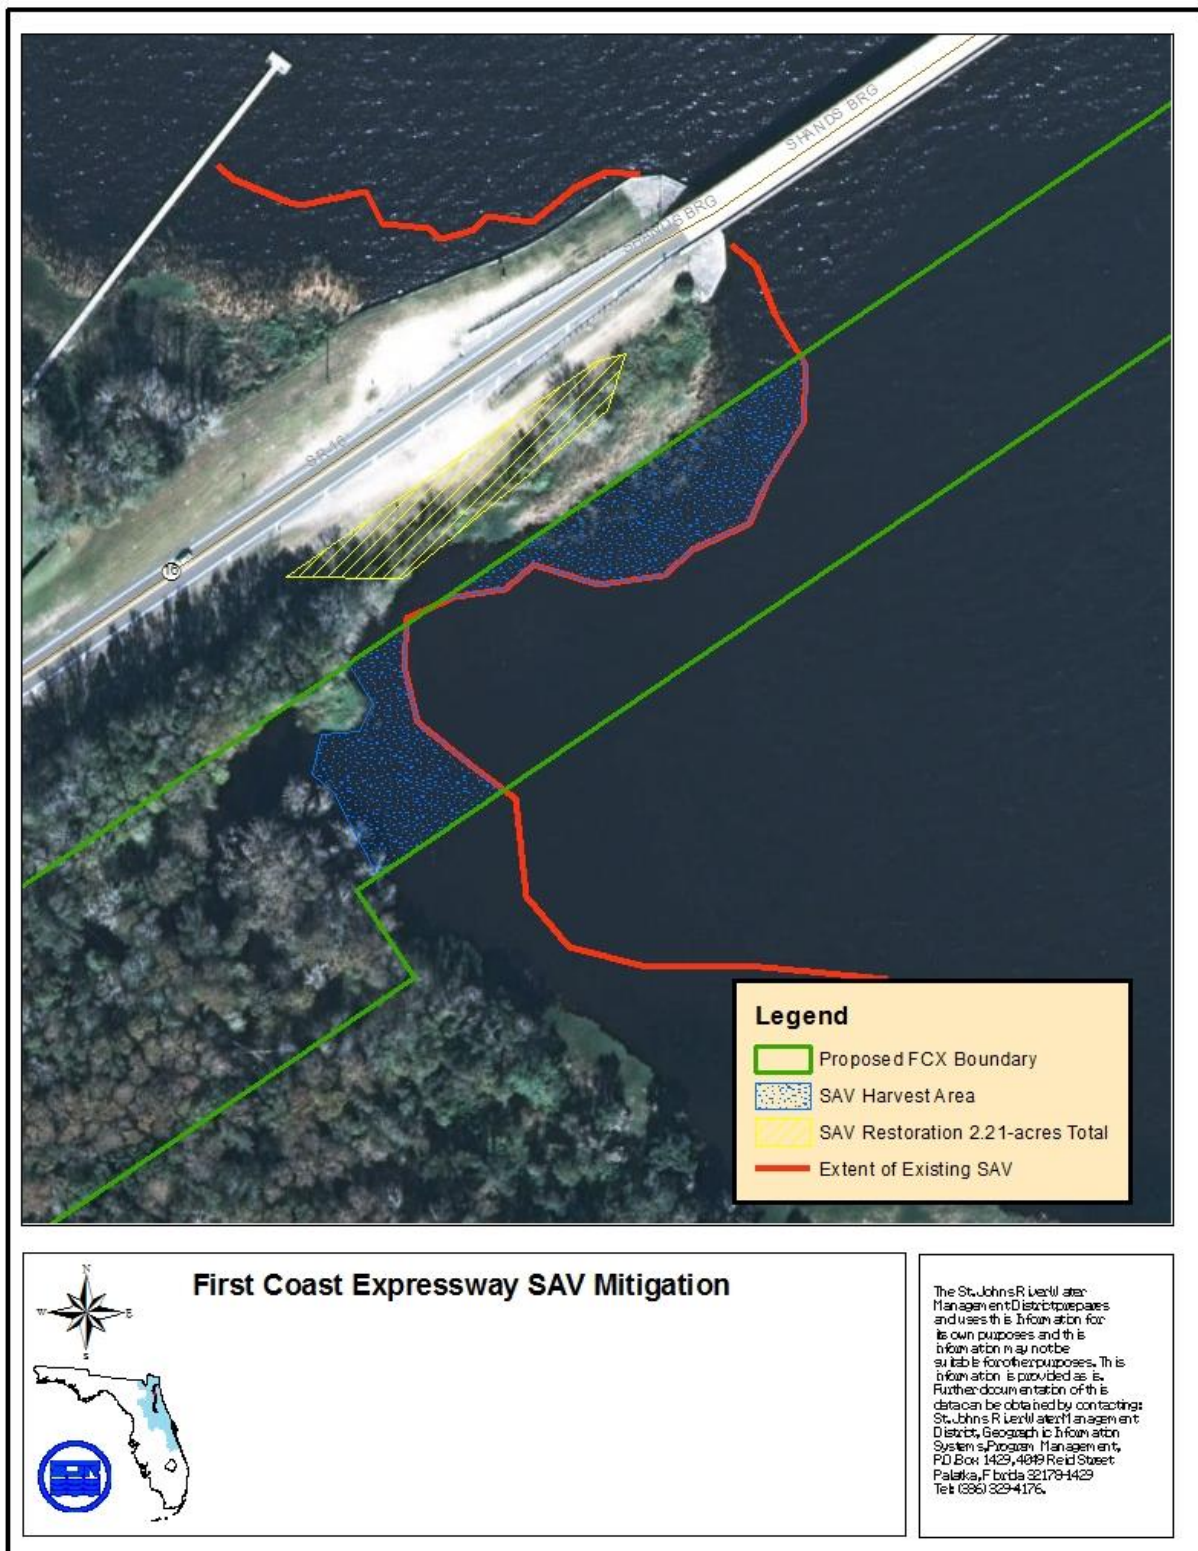 SHANDS BRG
SHANDS BRG
SR-16
16
Legend
Proposed FCX Boundary
SAV Harvest Area
SAV Restoration 2.21-acres Total
Extent of Existing SAV
N
W E
S
First Coast Expressway SAV Mitigation
The St. Johns River Water
Management District prepares
and uses this information for
its own purposes and this
information may not be
suitable for other purposes. This
information is provided as is.
Further documentation of this
data can be obtained by contacting:
St. Johns River Water Management
District, Geographic Information
Systems, Program Management,
P.O. Box 1429, 4049 Reid Street
Palatka, Florida 32178-1429
Tel: (386) 329-4176.